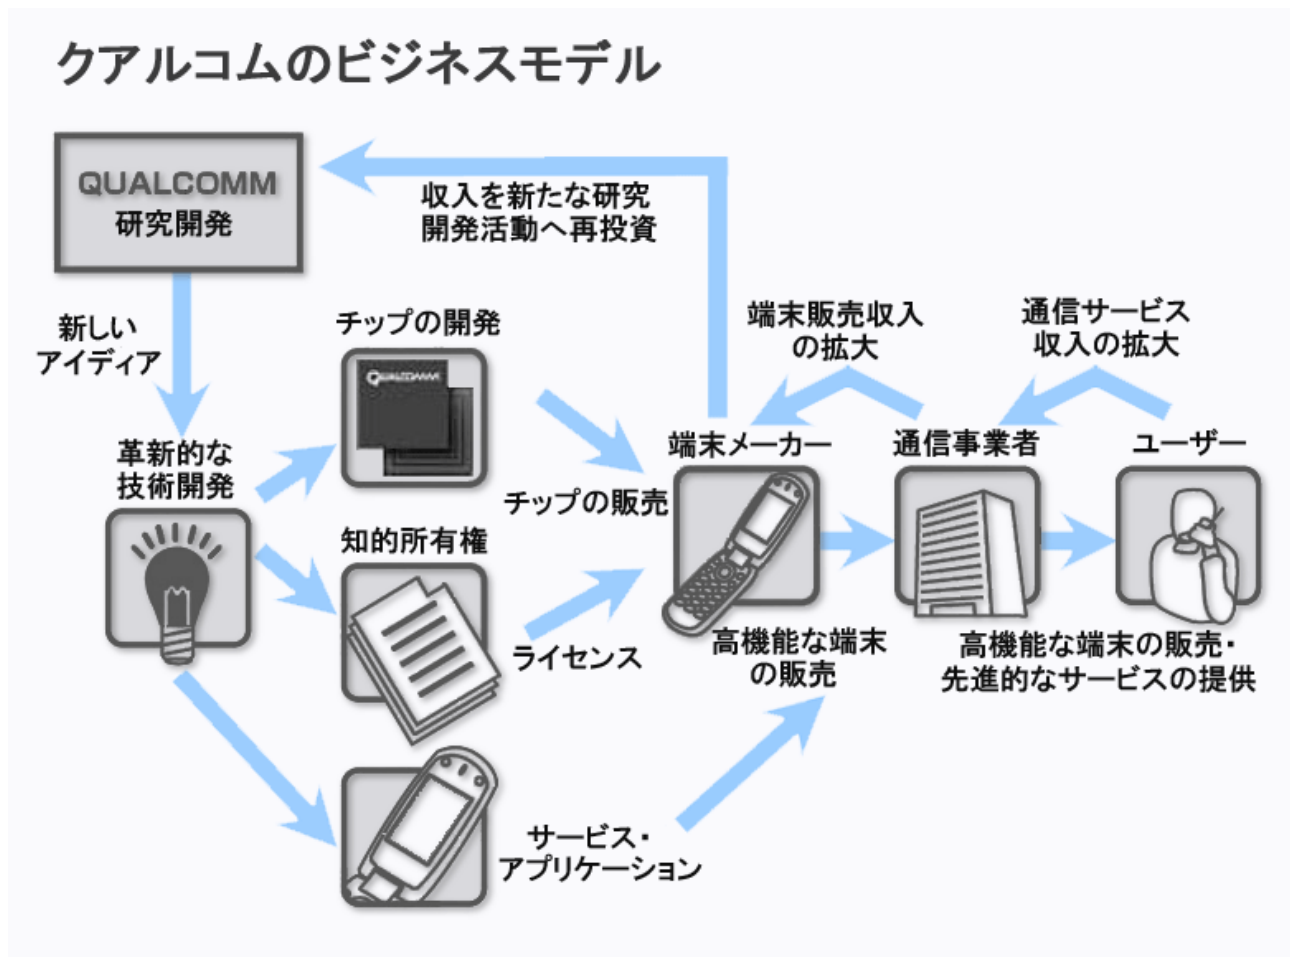 クアルコムのビジネスモデル
QUALCOMM
研究開発
収入を新たな研究
開発活動へ再投資
新しい
アイディア
チップの開発
QUALCOMM
端末販売収入
の拡大
通信サービス
収入の拡大
革新的な
技術開発
端末メーカー
通信事業者
ユーザー
チップの販売
知的所有権
ライセンス
高機能な端末
の販売
高機能な端末の販売・
先進的なサービスの提供
サービス・
アプリケーション